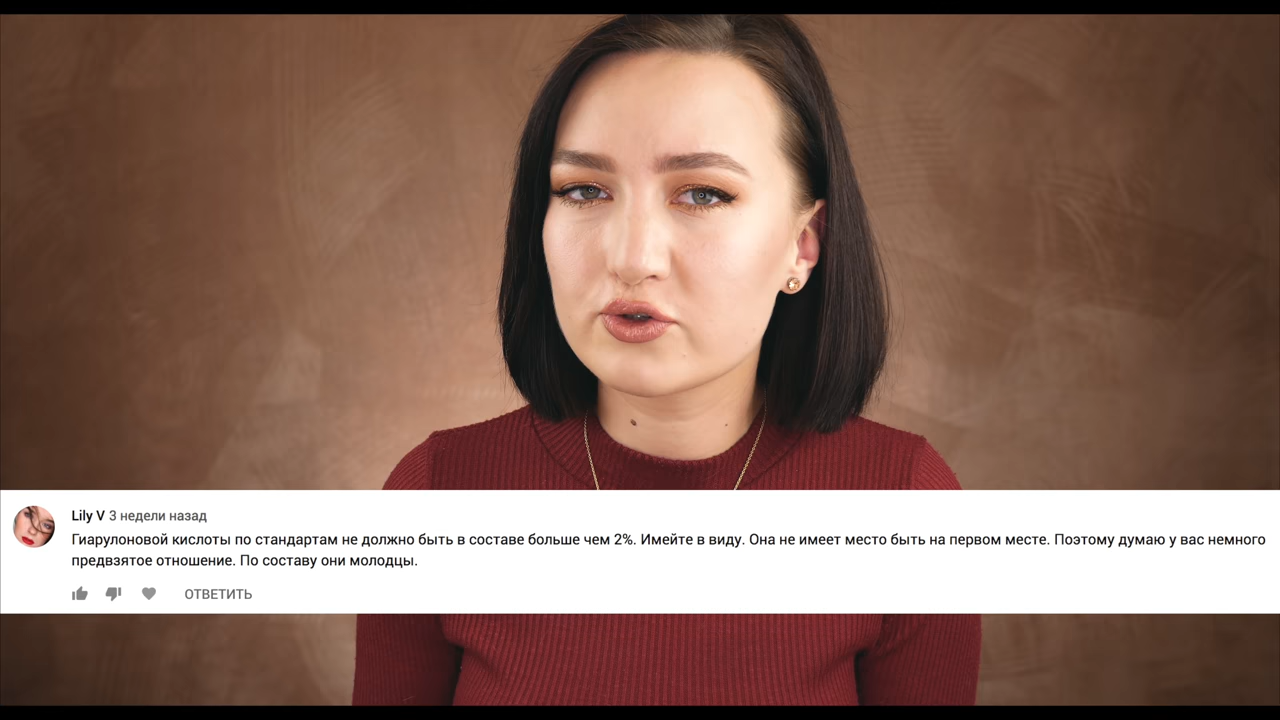 Lily V 3 недели назад
Гиарулоновой кислоты по стандартам не должно быть в составе больше чем 2%. Имейте в виду. Она не имеет место быть на первом месте. Поэтому думаю у вас немного
предвзятое отношение. По составу они молодцы.
ОТВЕТИТЬ